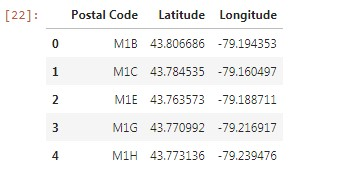 [22]: Postal Code Latitude Longitude
0 M1B 43.806686 -79.194353
1 M1C 43.784535 -79.160497
2 M1E 43.763573 -79.188711
3 M1G 43.770992 -79.216917
4 M1H 43.773136 -79.239476